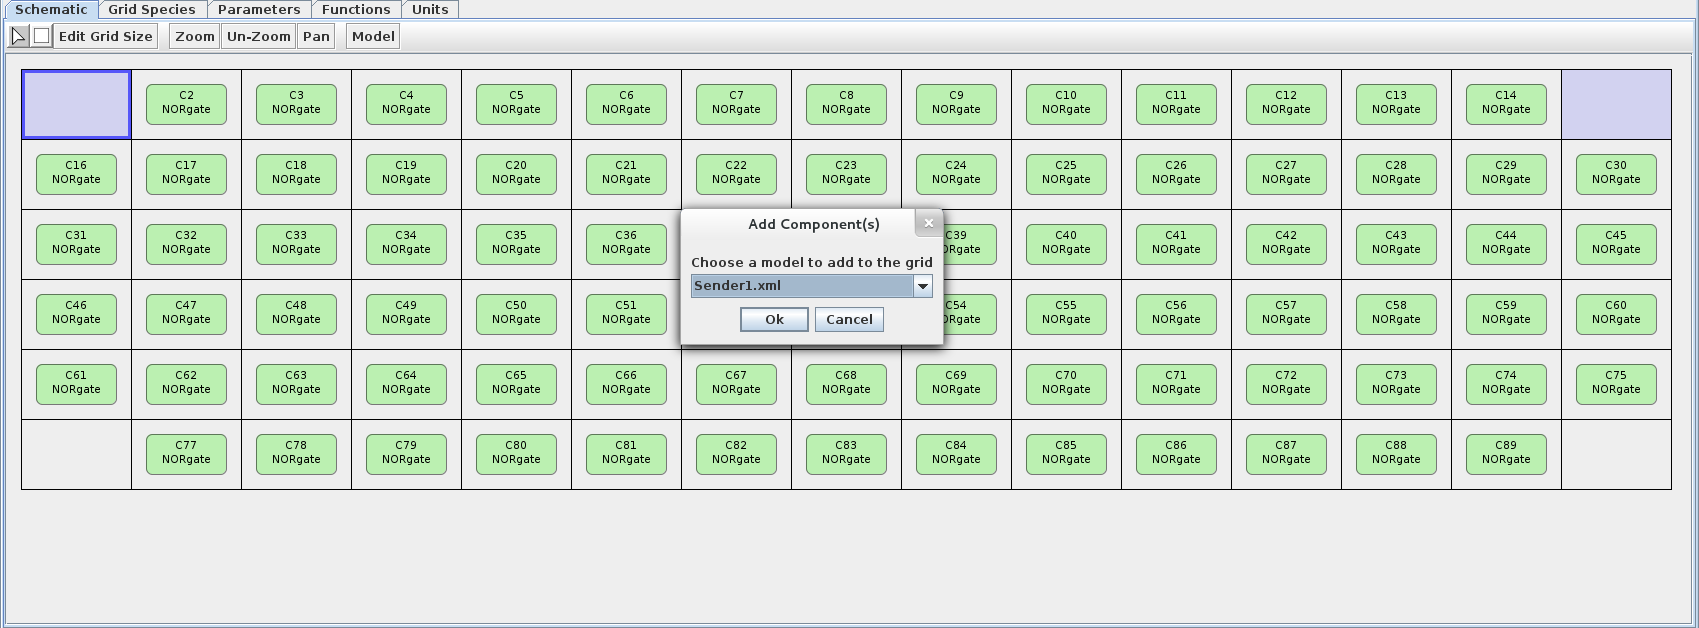 Schematic Grid Species Parameters Functions Units
Edit Grid Size Zoom Un-Zoom Pan Model
C2 C3 C4 C5 C6 C7 C8 C9 C10 C11 C12 C13 C14
NORgate NORgate NORgate NORgate NORgate NORgate NORgate NORgate NORgate NORgate NORgate NORgate NORgate
C16 C17 C18 C19 C20 C21 C22 C23 C24 C25 C26 C27 C28 C29 C30
NORgate NORgate NORgate NORgate NORgate NORgate NORgate NORgate NORgate NORgate NORgate NORgate NORgate NORgate NORgate
Add Component(s)
Choose a model to add to the grid
Sender1.xml
Ok Cancel
C31 C32 C33 C34 C35 C36 C39 C40 C41 C42 C43 C44 C45
NORgate NORgate NORgate NORgate NORgate NORgate ORgate NORgate NORgate NORgate NORgate NORgate NORgate
C46 C47 C48 C49 C50 C51 C54 C55 C56 C57 C58 C59 C60
NORgate NORgate NORgate NORgate NORgate NORgate ORgate NORgate NORgate NORgate NORgate NORgate NORgate
C61 C62 C63 C64 C65 C66 C67 C68 C69 C70 C71 C72 C73 C74 C75
NORgate NORgate NORgate NORgate NORgate NORgate NORgate NORgate NORgate NORgate NORgate NORgate NORgate NORgate NORgate
C77 C78 C79 C80 C81 C82 C83 C84 C85 C86 C87 C88 C89
NORgate NORgate NORgate NORgate NORgate NORgate NORgate NORgate NORgate NORgate NORgate NORgate NORgate